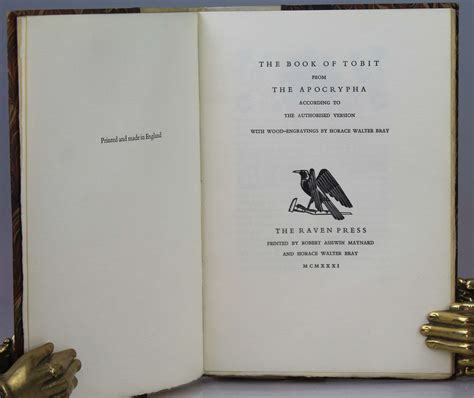 Printed and made in England
THE BOOK OF TOBIT
FROM
THE APOCRYPHA
ACCORDING TO
THE AUTHORISED VERSION
WITH WOOD-ENGRAVINGS BY HORACE WALTER BRAY
THE RAVEN PRESS
PRINTED BY ROBERT ASHWIN MAYNARD
AND HORACE WALTER BRAY
MCMXXXI